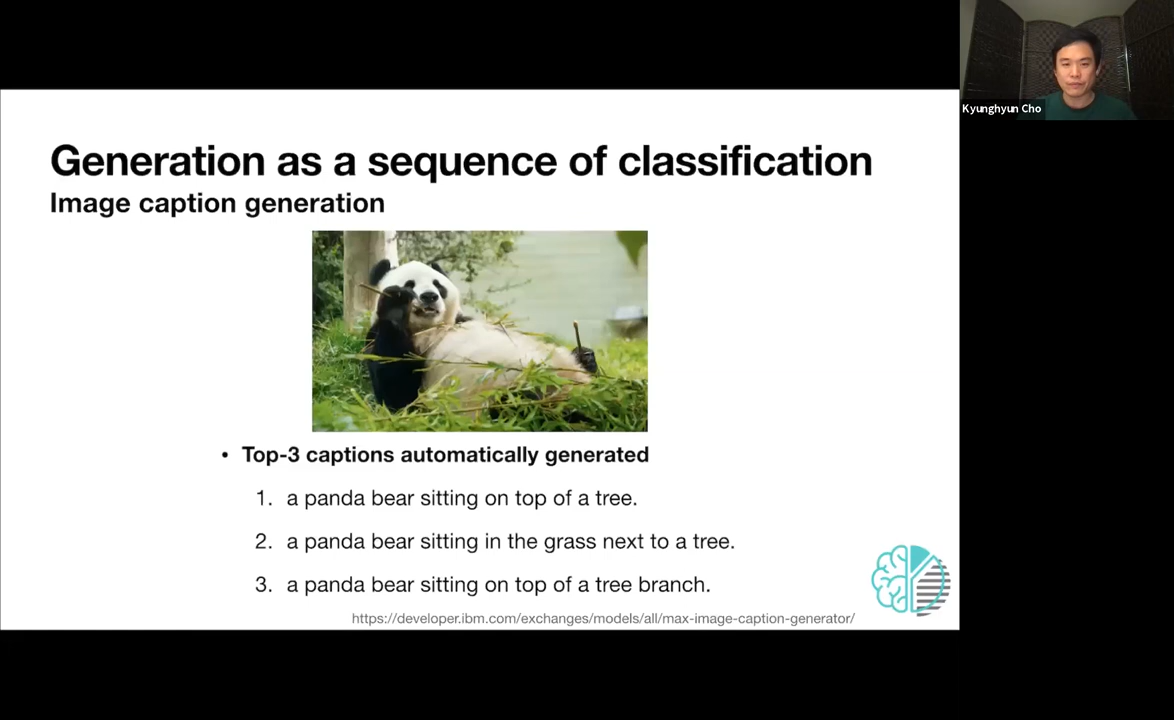 Kyunghyun Cho
Generation as a sequence of classification
Image caption generation
• Top-3 captions automatically generated
1. a panda bear sitting on top of a tree.
2. a panda bear sitting in the grass next to a tree.
3. a panda bear sitting on top of a tree branch.
https://developer.ibm.com/exchanges/models/all/max-image-caption-generator/